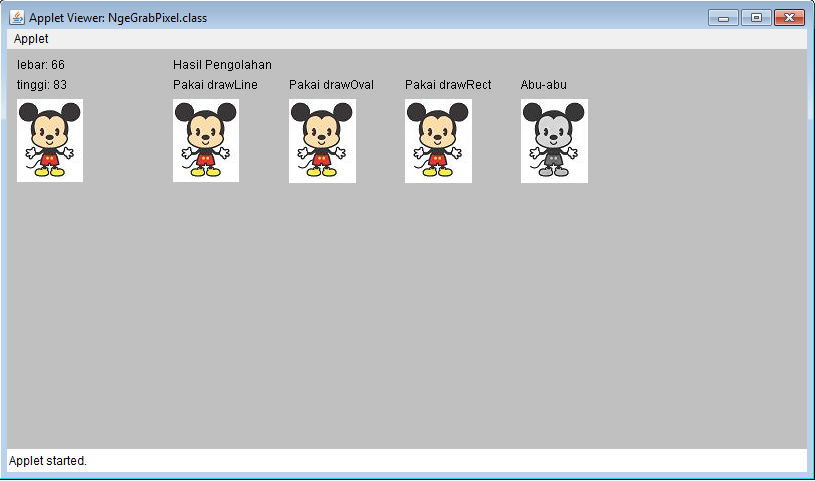 Applet Viewer: NgeGrabPixel.class
Applet
lebar: 66
Hasil Pengolahan
tinggi: 83
Pakai drawLine
Pakai drawOval
Pakai drawRect
Abu-abu
Applet started.